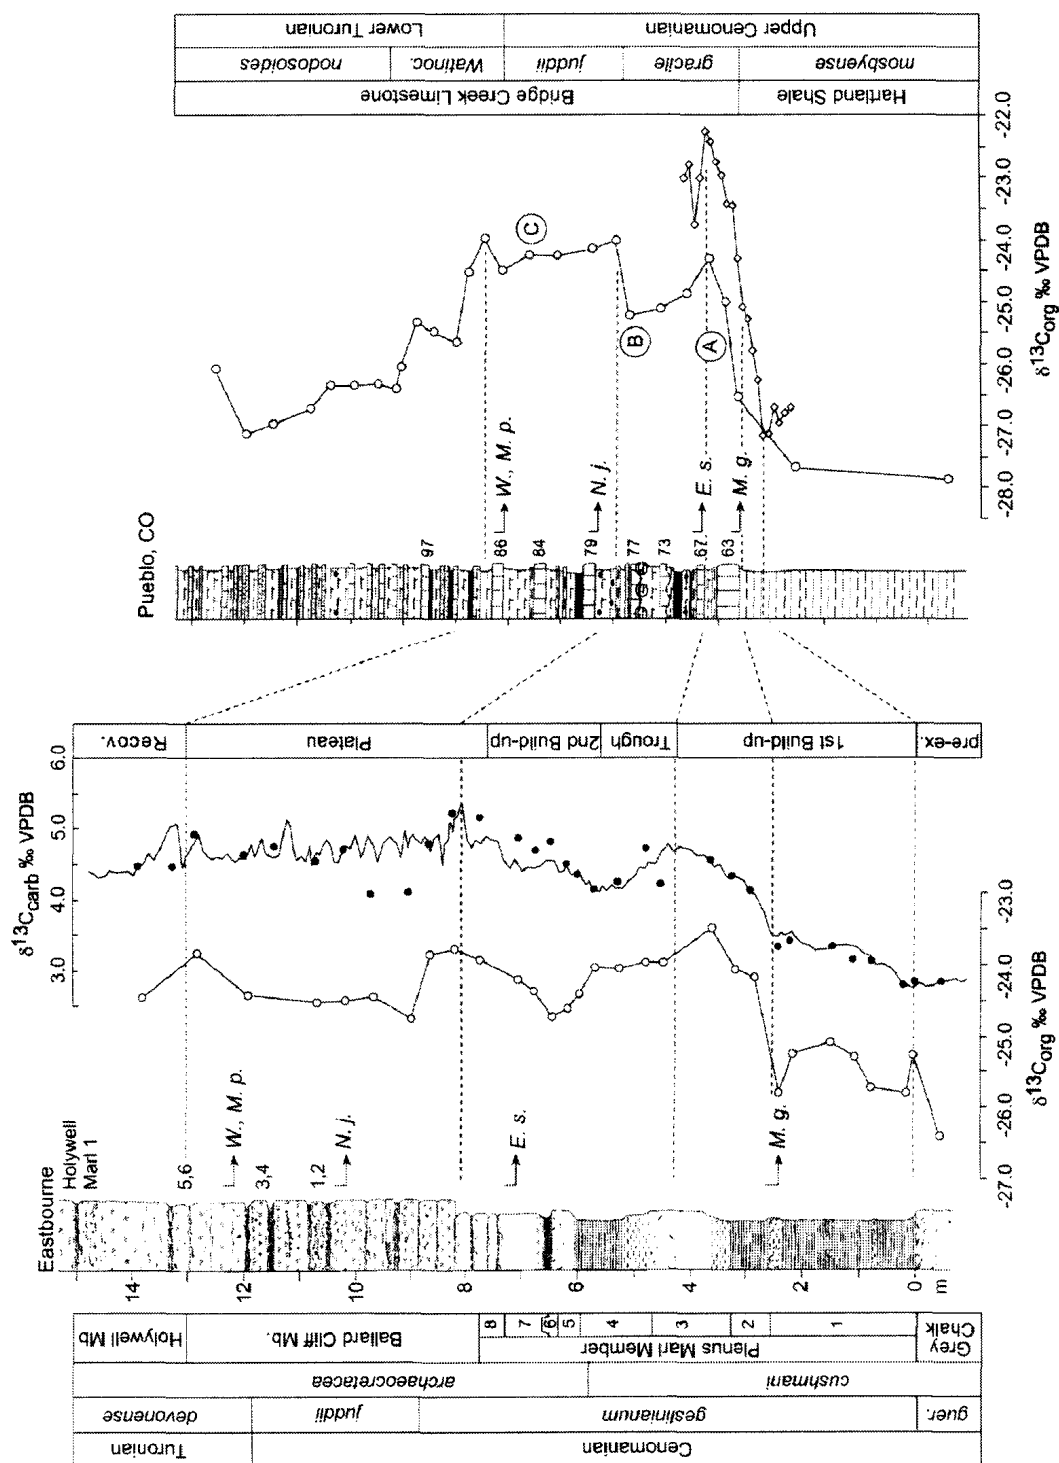 Lower Turonian
Upper Cenomanian
nodosoides
Watinoc.
juddii
gracile
mosbyense
Bridge Creek Limestone
Hartland Shale
-22.0
-23.0
-24.0
-25.0
-26.0
-27.0
-28.0
δ13Corg ‰ VPDB
A
B
C
W., M. p.
N. j.
E. s.
M. g.
Pueblo, CO
97
86
84
79
77
73
67
63
Recov.
Plateau
2nd Build-up
Trough
1st Build-up
pre-ex.
δ13Ccarb ‰ VPDB
6.0
5.0
4.0
3.0
-23.0
-24.0
-25.0
-26.0
-27.0
δ13Corg ‰ VPDB
Eastbourne
Holywell
Marl 1
5,6
3,4
1,2
W., M. p.
N. j.
E. s.
M. g.
14
12
10
8
6
4
2
0
m
Holywell Mb
Ballard Cliff Mb.
Plenus Marl Member
8
7
6
5
4
3
2
1
Grey
Chalk
archaeocretacea
cushmani
devonense
juddii
geslinianum
guer.
Turonian
Cenomanian